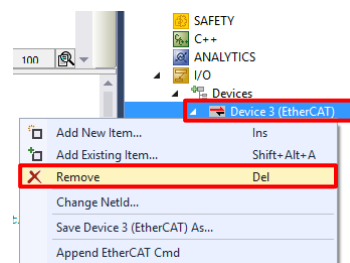 SAFETY
C++
ANALYTICS
100
I/O
Devices
Device 3 (EtherCAT)
Add New Item... Ins
Add Existing Item... Shift+Alt+A
Remove Del
Change NetId...
Save Device 3 (EtherCAT) As...
Append EtherCAT Cmd